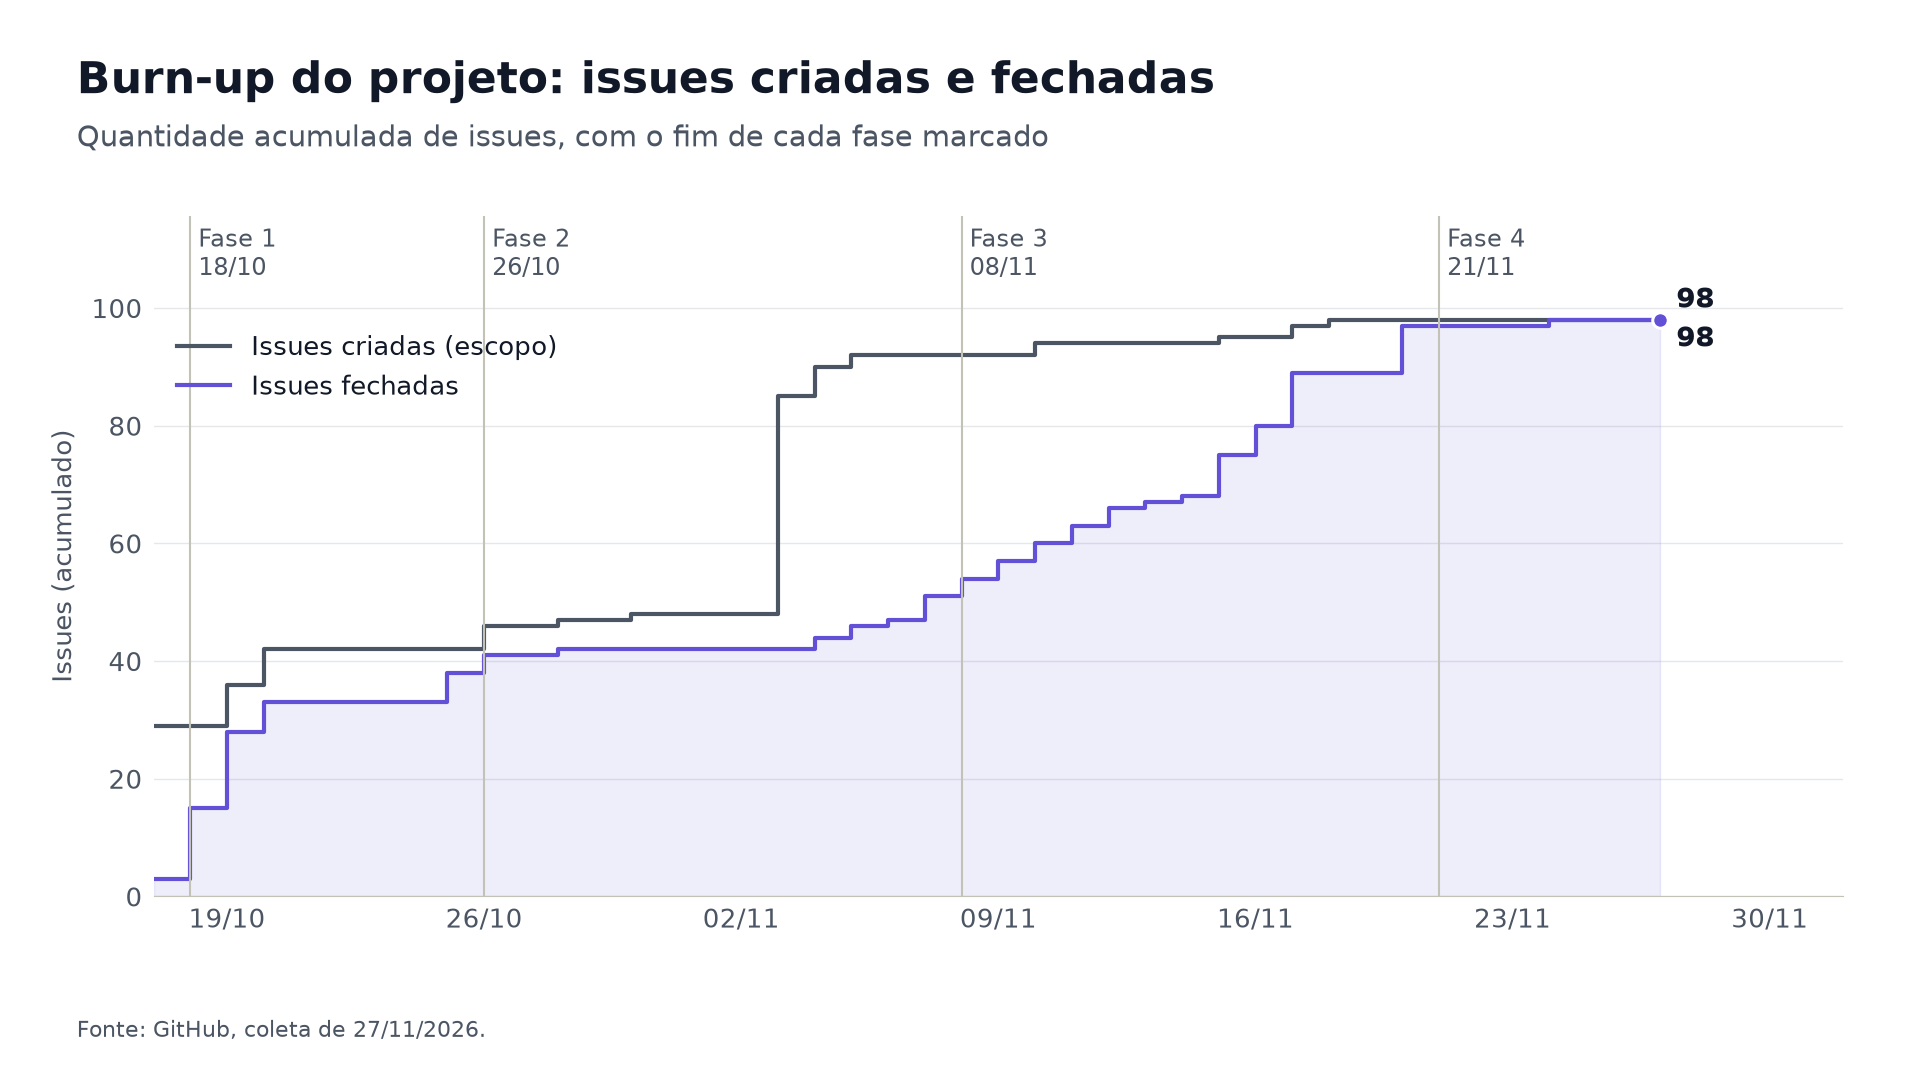 Burn-up do projeto: issues criadas e fechadas
Quantidade acumulada de issues, com o fim de cada fase marcado
Fase 1
18/10
Fase 2
26/10
Fase 3
08/11
Fase 4
21/11
Issues criadas (escopo)
Issues fechadas
98
98
Issues (acumulado)
100
80
60
40
20
0
19/10
26/10
02/11
09/11
16/11
23/11
30/11
Fonte: GitHub, coleta de 27/11/2026.